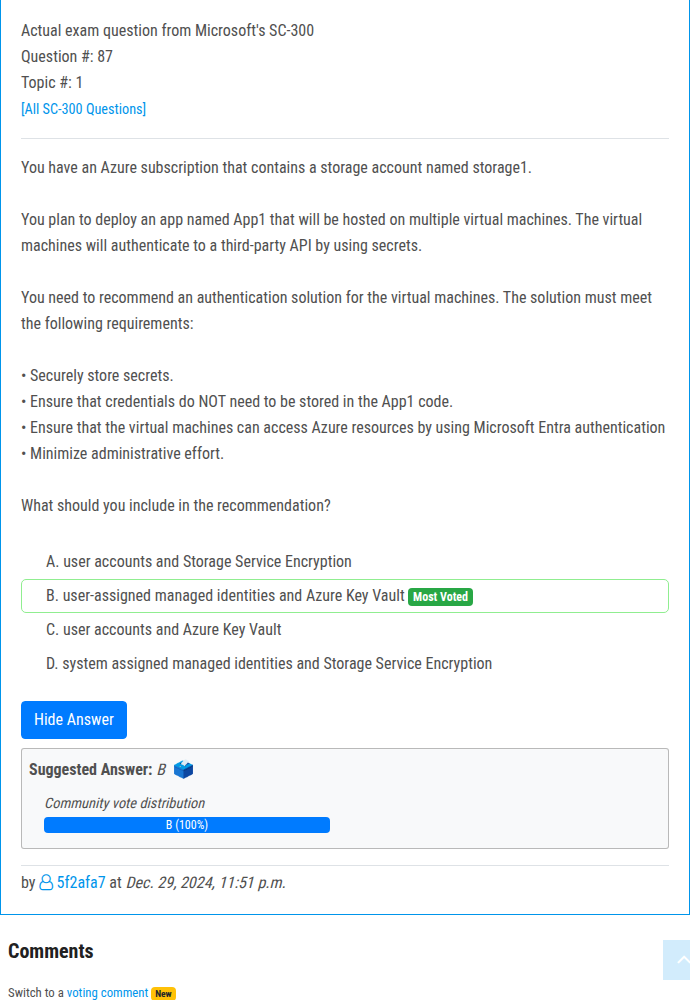 Actual exam question from Microsoft's SC-300
Question #: 87
Topic #: 1
[All SC-300 Questions]
You have an Azure subscription that contains a storage account named storage1.
You plan to deploy an app named App1 that will be hosted on multiple virtual machines. The virtual
machines will authenticate to a third-party API by using secrets.
You need to recommend an authentication solution for the virtual machines. The solution must meet
the following requirements:
• Securely store secrets.
• Ensure that credentials do NOT need to be stored in the App1 code.
• Ensure that the virtual machines can access Azure resources by using Microsoft Entra authentication
• Minimize administrative effort.
What should you include in the recommendation?
A. user accounts and Storage Service Encryption
B. user-assigned managed identities and Azure Key Vault Most Voted
C. user accounts and Azure Key Vault
D. system assigned managed identities and Storage Service Encryption
Hide Answer
Suggested Answer: B
Community vote distribution
B (100%)
by 5f2afa7 at Dec. 29, 2024, 11:51 p.m.
Comments
Switch to a voting comment New